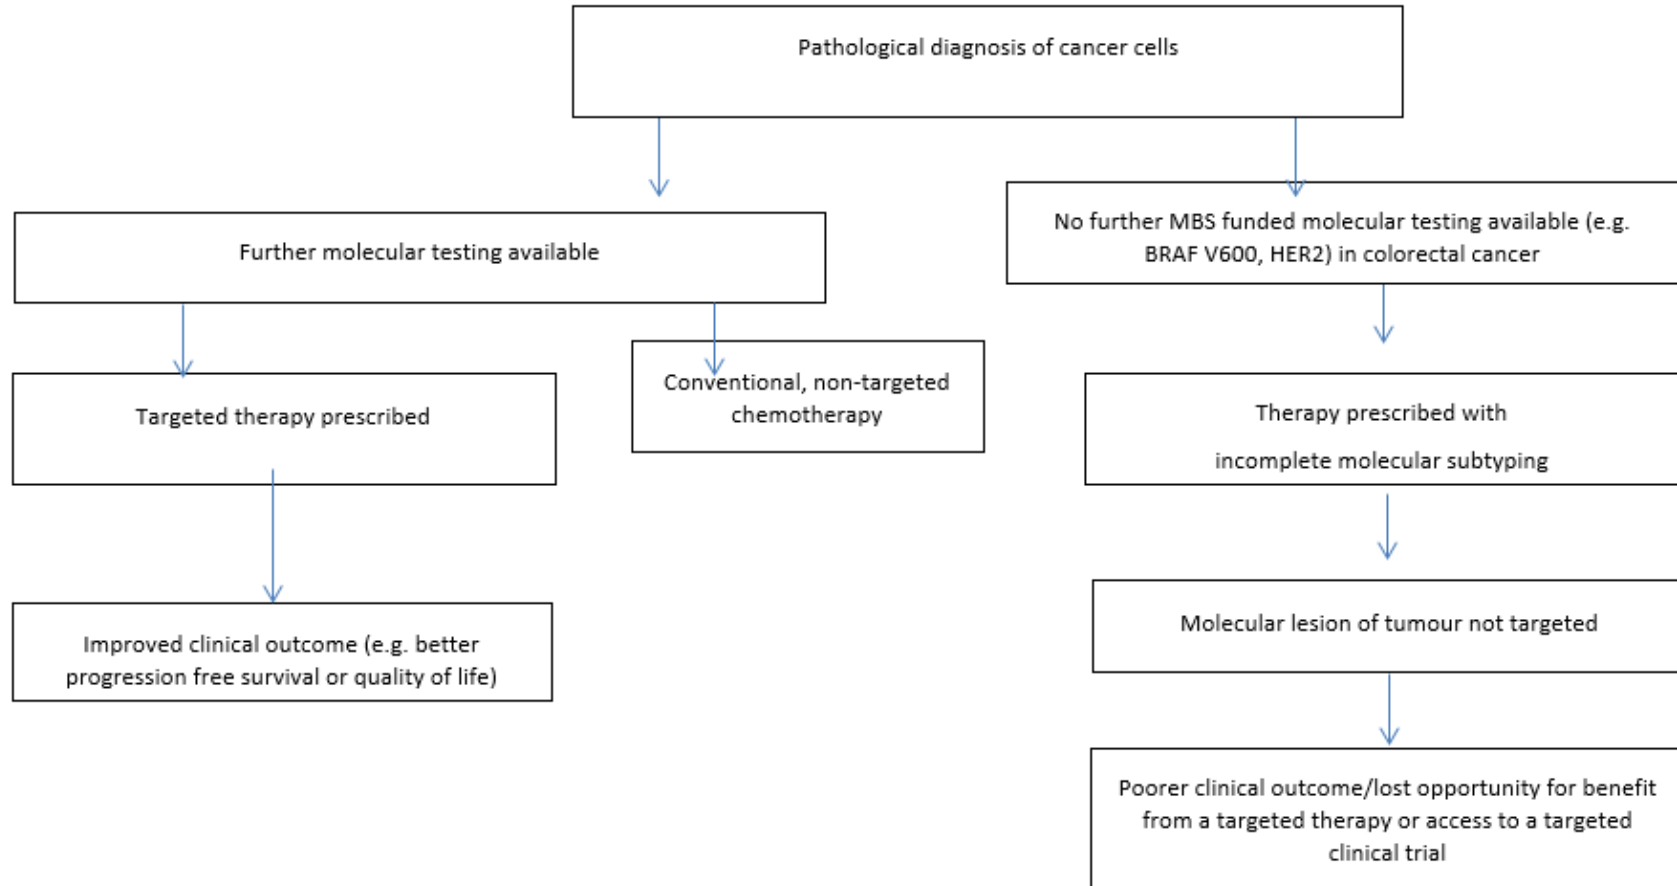 Pathological diagnosis of cancer cells
Further molecular testing available
No further MBS funded molecular testing available (e.g.
BRAF V600, HER2) in colorectal cancer
Targeted therapy prescribed
Conventional, non-targeted
chemotherapy
Therapy prescribed with
incomplete molecular subtyping
Improved clinical outcome (e.g. better
progression free survival or quality of life)
Molecular lesion of tumour not targeted
Poorer clinical outcome/lost opportunity for benefit
from a targeted therapy or access to a targeted
clinical trial